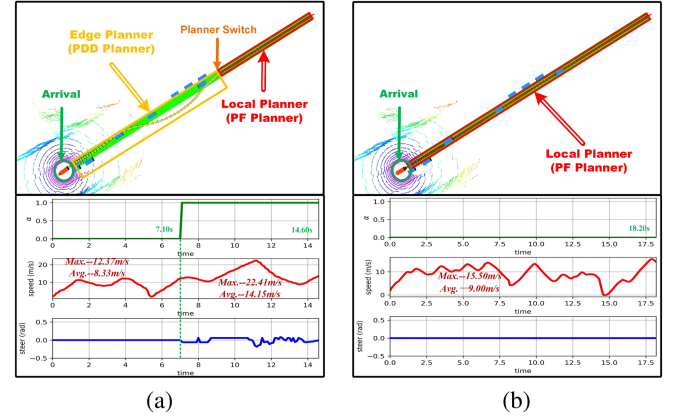 Edge Planner
(PDD Planner)
Planner Switch
Arrival
Local Planner
(PF Planner)
α
1.0
0.5
0.0
7.10s
14.60s
0
2
4
6
8
10
12
14
time
speed (m/s)
20
10
0
Max.--12.37m/s
Avg.--8.33m/s
Max.--22.41m/s
Avg.--14.15m/s
0
2
4
6
8
10
12
14
time
steer (rad)
0.5
0.0
−0.5
0
2
4
6
8
10
12
14
time
(a)
Arrival
Local Planner
(PF Planner)
α
1.0
0.5
0.0
18.20s
0.0
2.5
5.0
7.5
10.0
12.5
15.0
17.5
time
speed (m/s)
15
10
5
0
Max.--15.50m/s
Avg. --9.00m/s
0.0
2.5
5.0
7.5
10.0
12.5
15.0
17.5
time
steer (rad)
0.5
0.0
−0.5
0.0
2.5
5.0
7.5
10.0
12.5
15.0
17.5
time
(b)